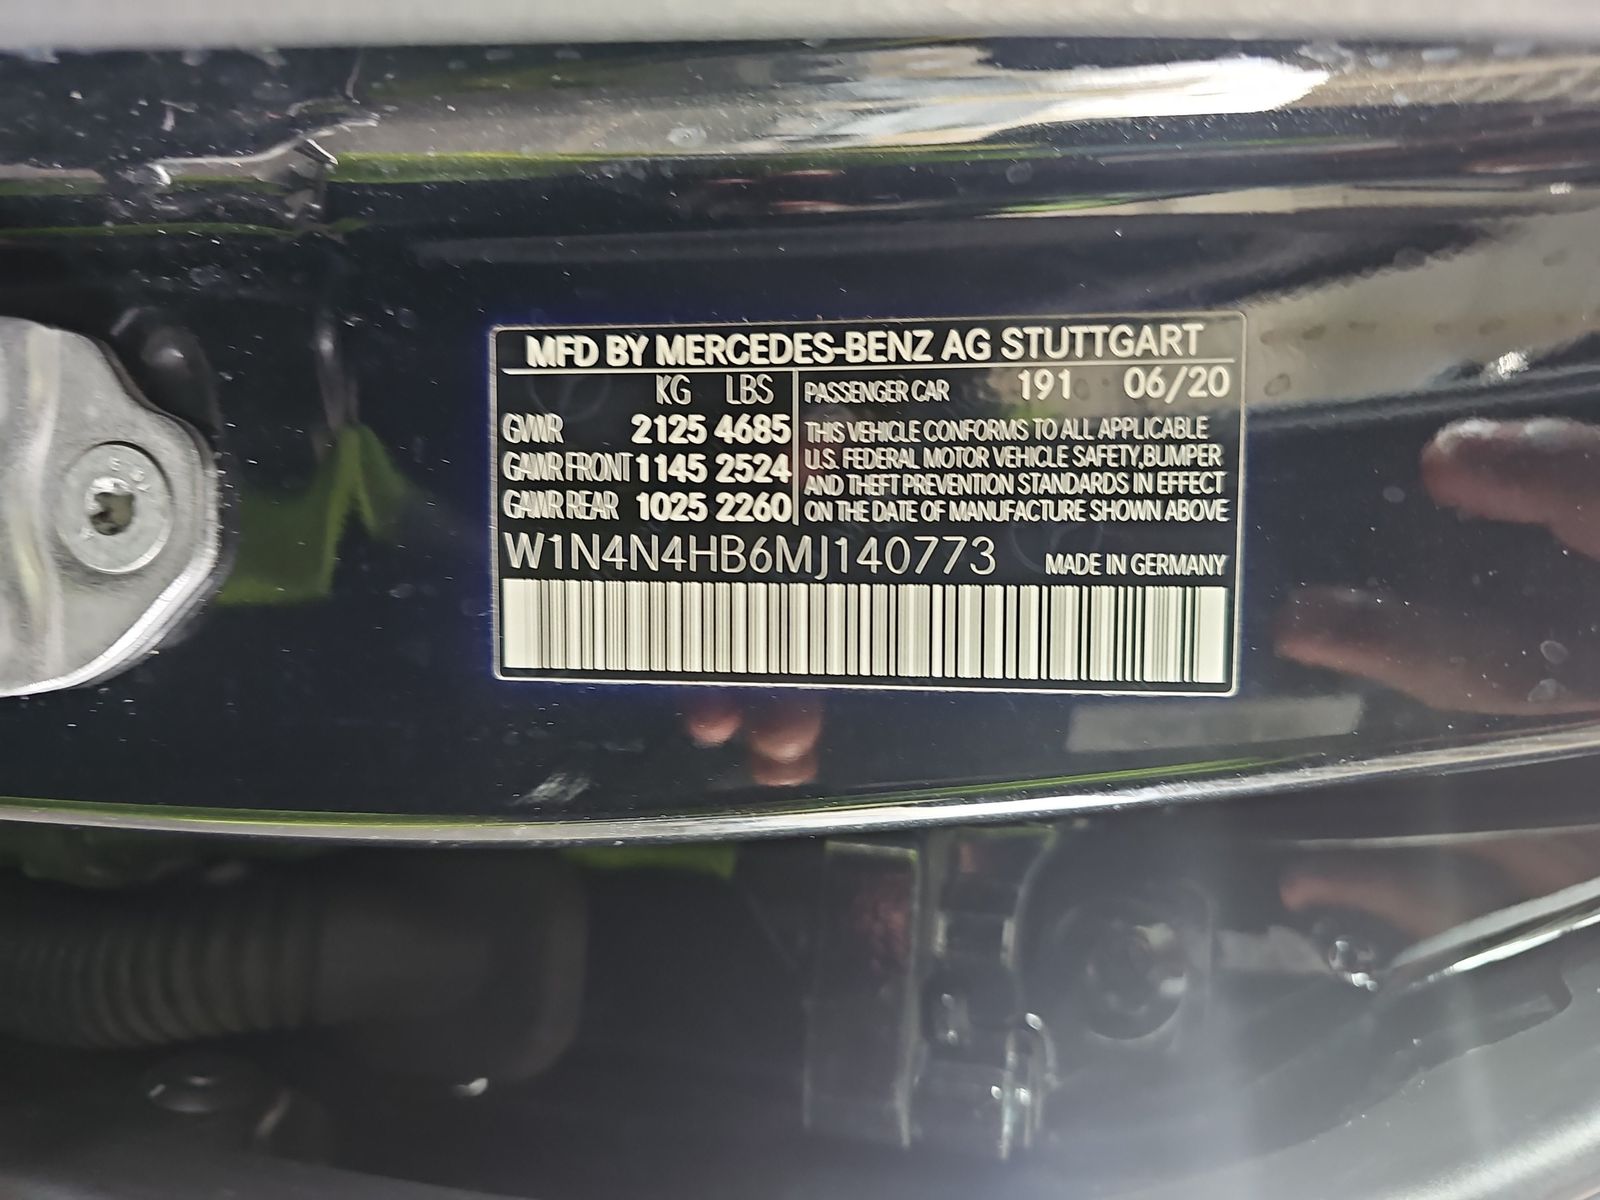 MFD BY MERCEDES-BENZ AG STUTTGART
KG LBS
GVWR 2125 4685
GAWR FRONT 1145 2524
GAWR REAR 1025 2260
PASSENGER CAR 191 06/20
THIS VEHICLE CONFORMS TO ALL APPLICABLE
U.S. FEDERAL MOTOR VEHICLE SAFETY,BUMPER
AND THEFT PREVENTION STANDARDS IN EFFECT
ON THE DATE OF MANUFACTURE SHOWN ABOVE
W1N4N4HB6MJ140773 MADE IN GERMANY